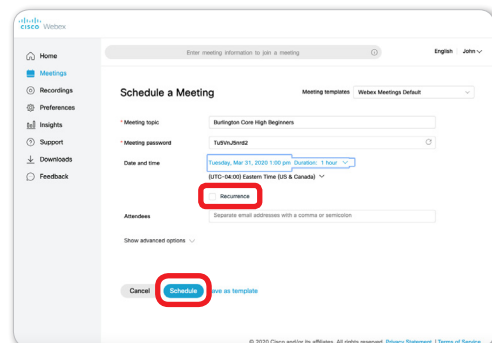 cisco Webex
Enter meeting information to join a meeting
English
John
Home
Meetings
Recordings
Preferences
Insights
Support
Downloads
Feedback
Schedule a Meeting
Meeting templates
Webex Meetings Default
* Meeting topic
Burlington Core High Beginners
* Meeting password
Date and time
Tuesday, Mar 31, 2020 1:00 pm Duration: 1 hour
(UTC-04:00) Eastern Time (US & Canada)
Recurrence
Attendees
Separate email addresses with a comma or semicolon
Show advanced options
Cancel
Schedule
ave as template
© 2020 Cisco and/or its affiliates. All rights reserved. Privacy Statement | Terms of Service